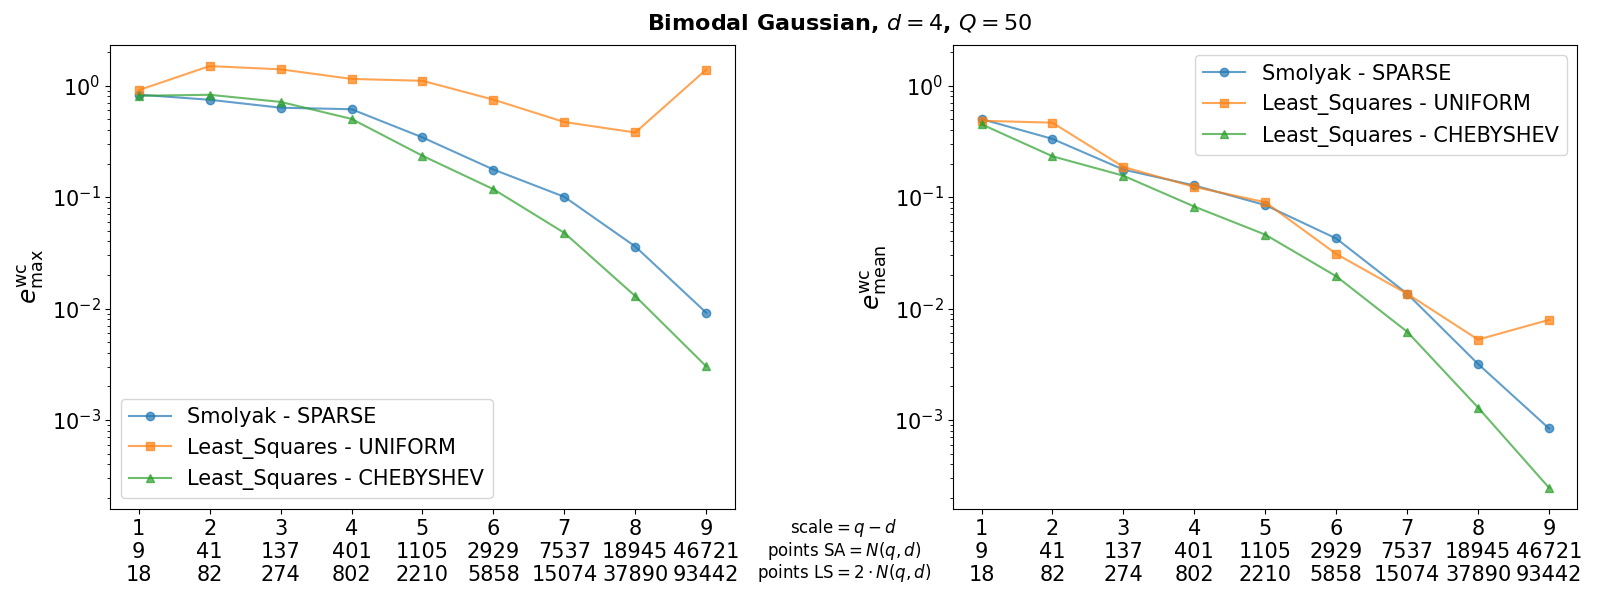 Bimodal Gaussian, d = 4, Q = 50
e^wc_max
10^0
10^-1
10^-2
10^-3
Smolyak - SPARSE
Least_Squares - UNIFORM
Least_Squares - CHEBYSHEV
1 2 3 4 5 6 7 8 9
9 41 137 401 1105 2929 7537 18945 46721
18 82 274 802 2210 5858 15074 37890 93442
scale = q − d
points SA = N(q, d)
points LS = 2 · N(q, d)
e^wc_mean
10^0
10^-1
10^-2
10^-3
Smolyak - SPARSE
Least_Squares - UNIFORM
Least_Squares - CHEBYSHEV
1 2 3 4 5 6 7 8 9
9 41 137 401 1105 2929 7537 18945 46721
18 82 274 802 2210 5858 15074 37890 93442